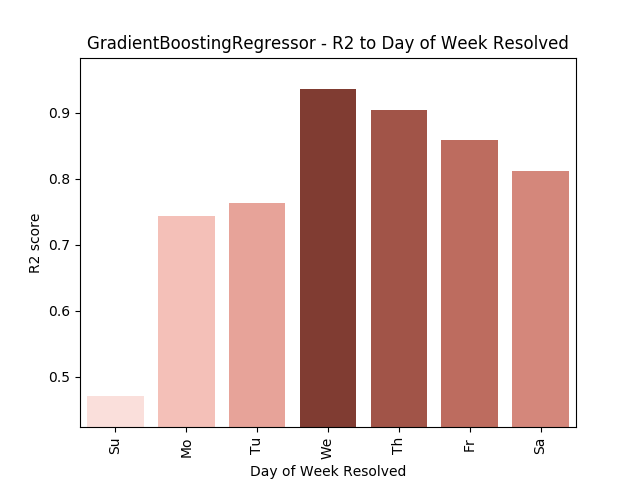 GradientBoostingRegressor - R2 to Day of Week Resolved
0.9
0.8
0.7
0.6
0.5
R2 score
Su Mo Tu We Th Fr Sa
Day of Week Resolved